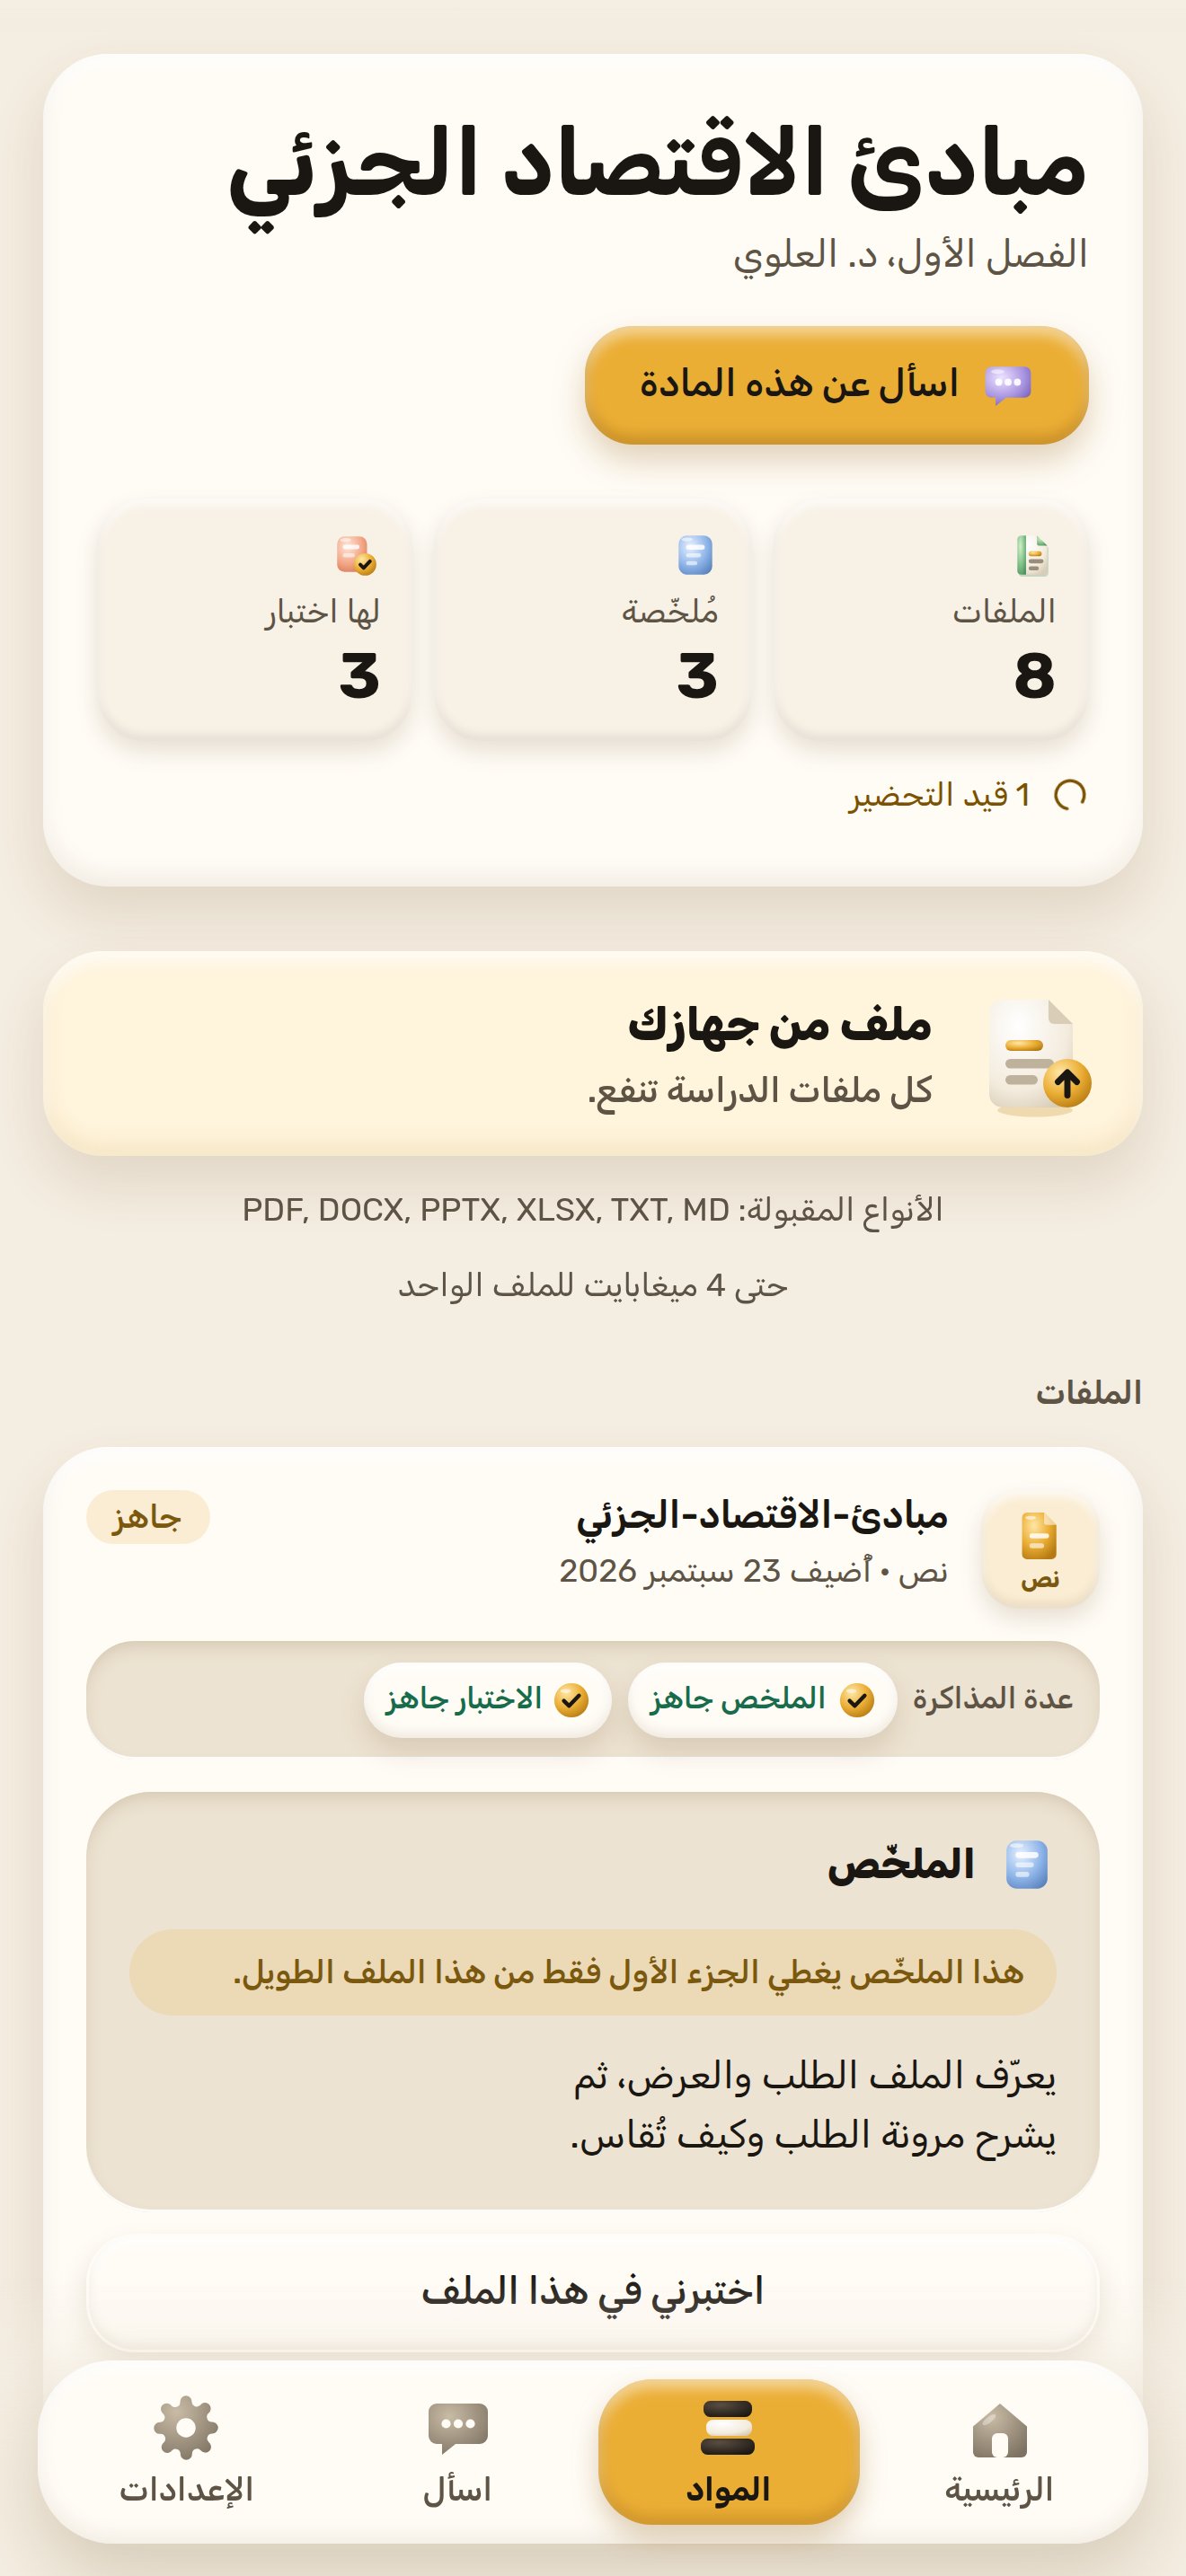 مبادئ الاقتصاد الجزئي
الفصل الأول، د. العلوي
اسأل عن هذه المادة
الملفات
8
مُلخّصة
3
لها اختبار
3
1 قيد التحضير
ملف من جهازك
كل ملفات الدراسة تنفع.
الأنواع المقبولة: PDF, DOCX, PPTX, XLSX, TXT, MD
حتى 4 ميغابايت للملف الواحد
الملفات
نص
مبادئ-الاقتصاد-الجزئي
جاهز
نص • أُضيف 23 سبتمبر 2026
عدة المذاكرة
الملخص جاهز
الاختبار جاهز
الملخّص
هذا الملخّص يغطي الجزء الأول فقط من هذا الملف الطويل.
يعرّف الملف الطلب والعرض، ثم
يشرح مرونة الطلب وكيف تُقاس.
اختبرني في هذا الملف
الرئيسية
المواد
اسأل
الإعدادات